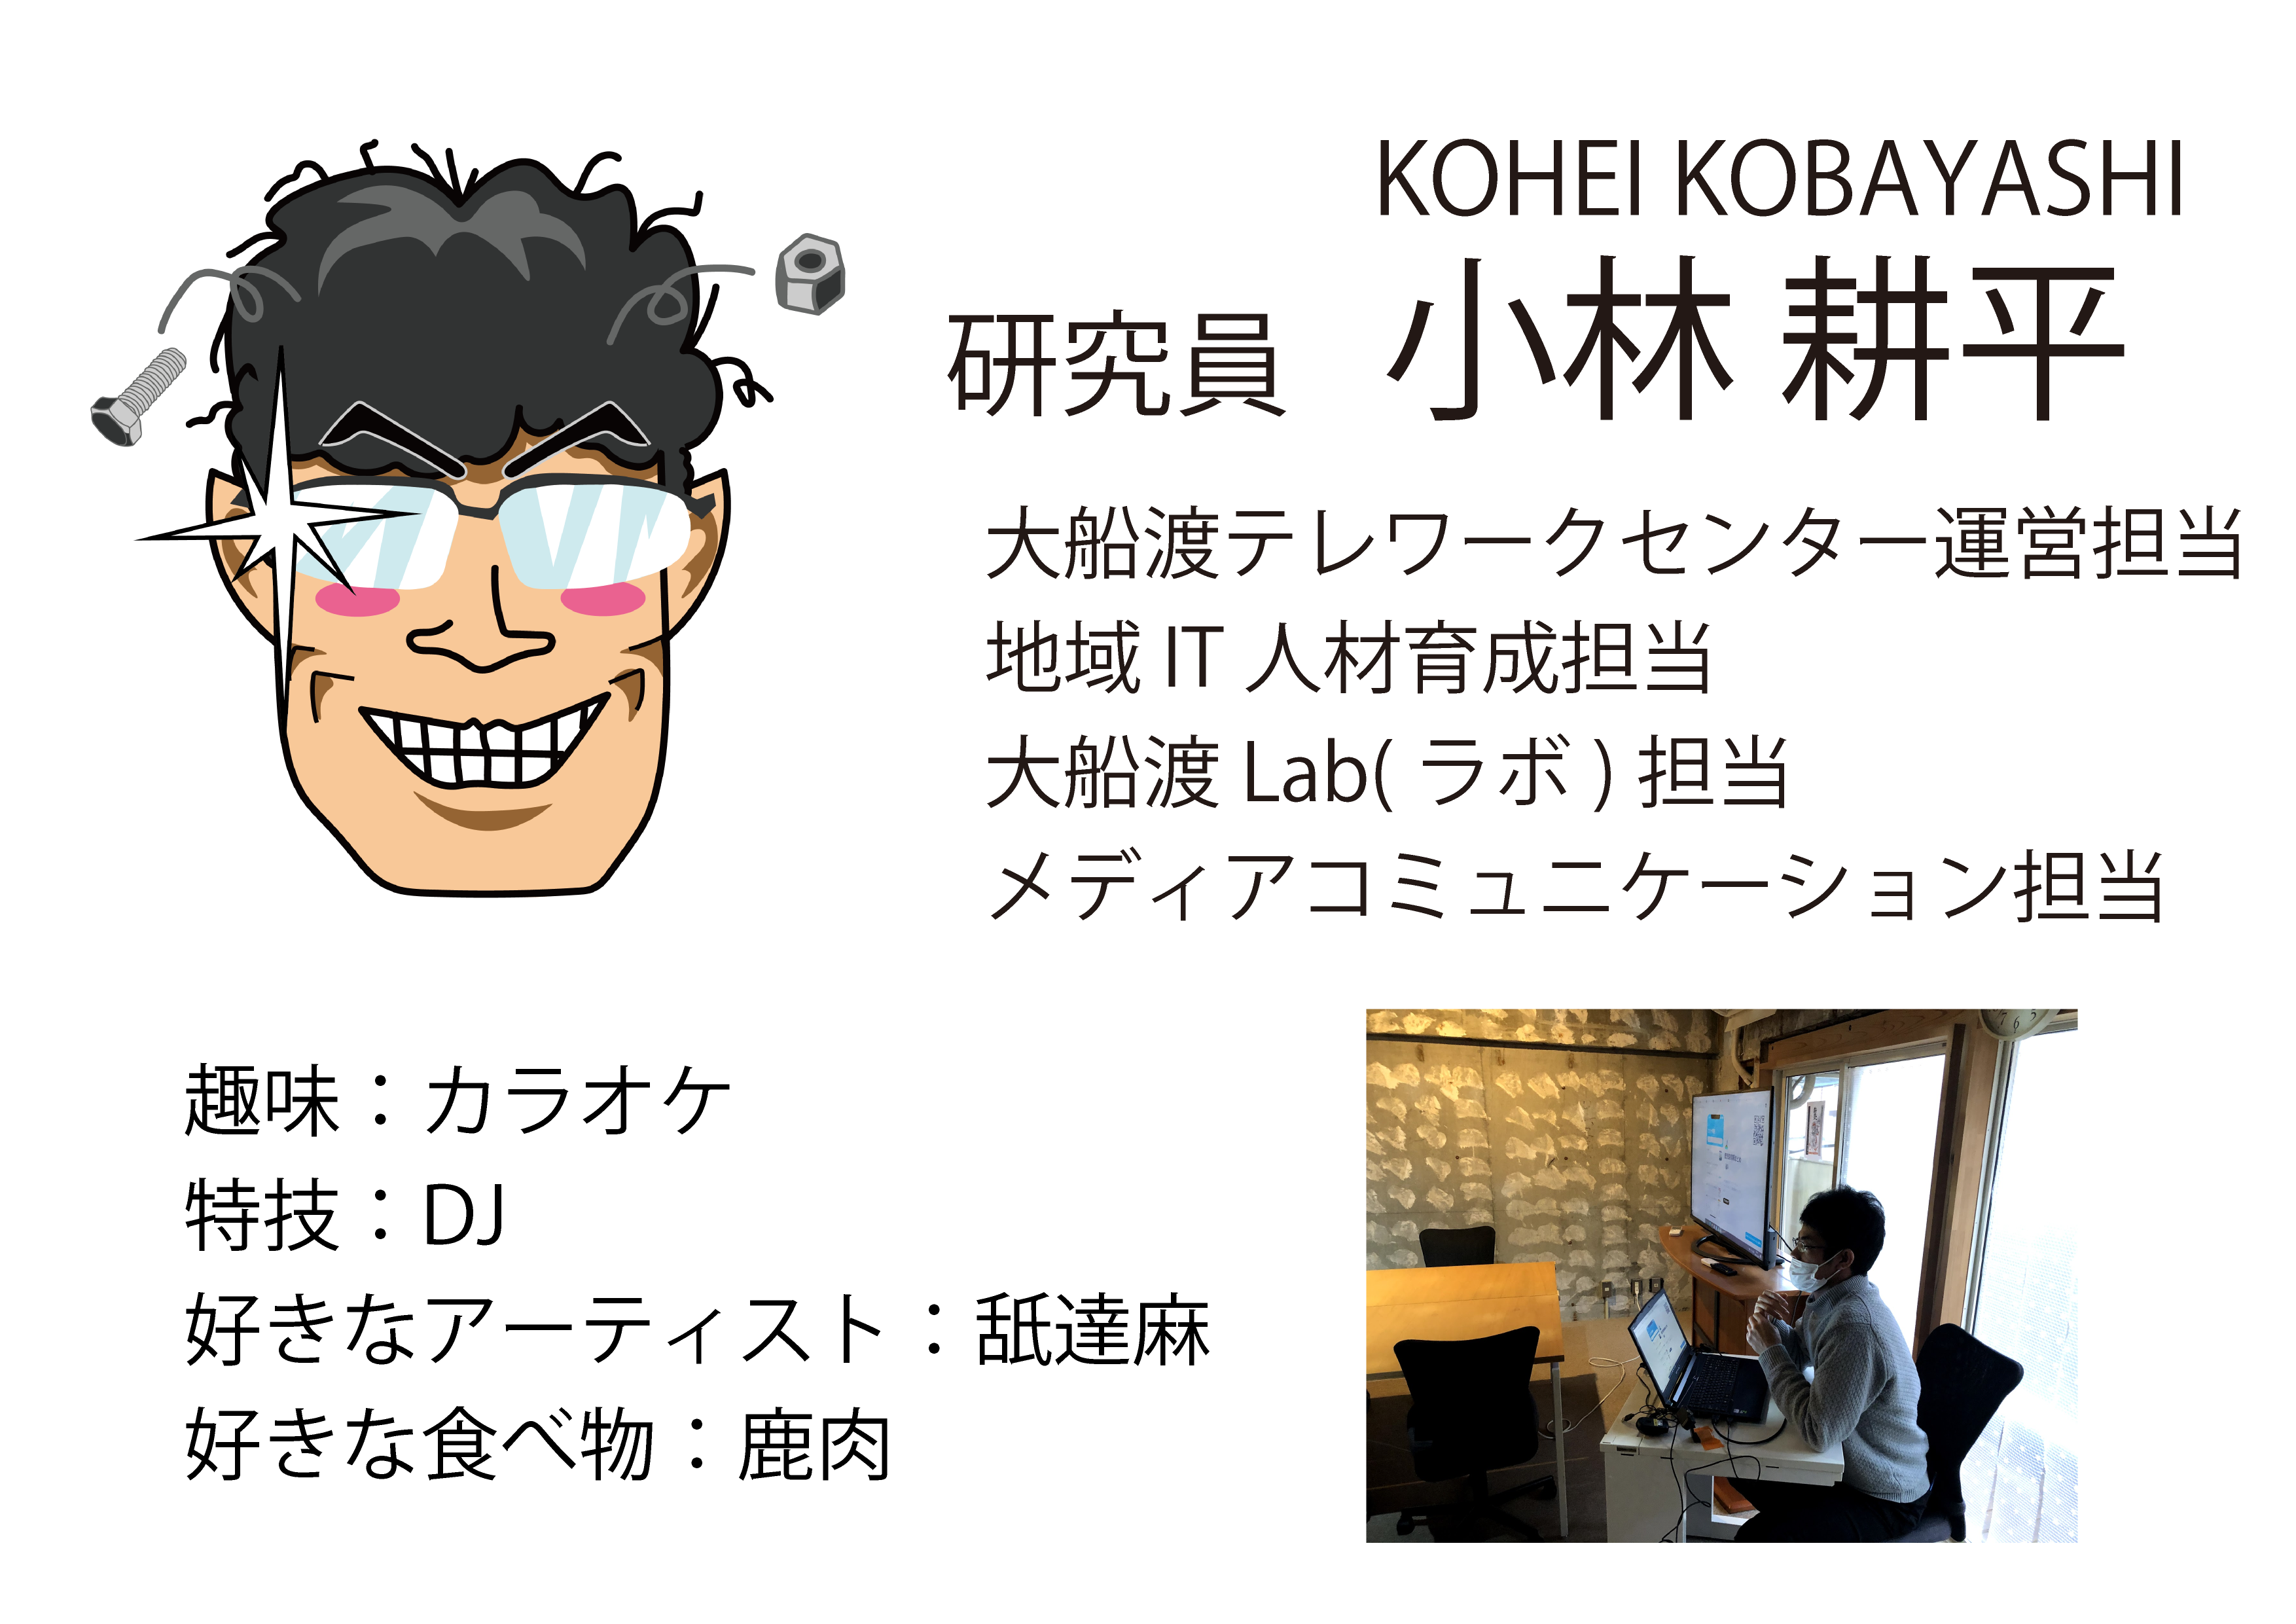 KOHEI KOBAYASHI
研究員 小林 耕平
大船渡テレワークセンター運営担当
地域 IT 人材育成担当
大船渡 Lab( ラボ ) 担当
メディアコミュニケーション担当
趣味：カラオケ
特技：DJ
好きなアーティスト：舐達麻
好きな食べ物：鹿肉
7 6 5